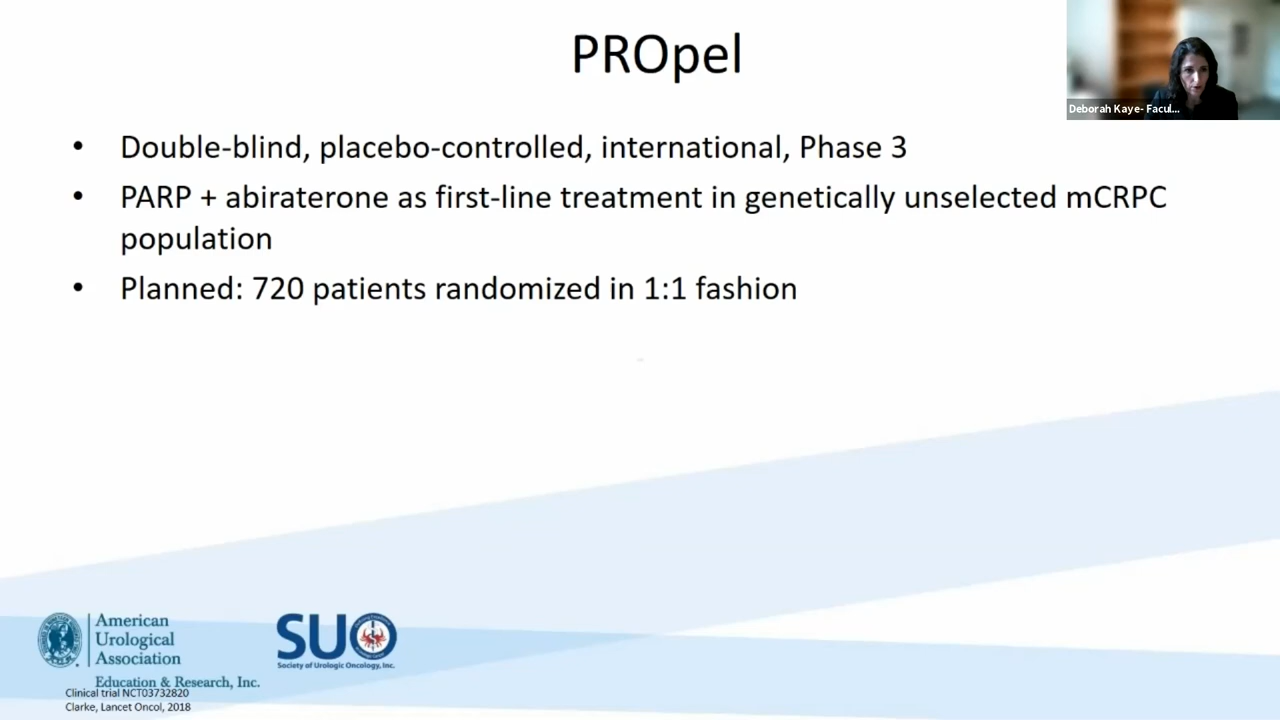 PROpel
Deborah Kaye- Facul...
• Double-blind, placebo-controlled, international, Phase 3
• PARP + abiraterone as first-line treatment in genetically unselected mCRPC
population
• Planned: 720 patients randomized in 1:1 fashion
American
Urological
Association
Education & Research, Inc.
SUO
Society of Urologic Oncology, Inc.
Clinical trial NCT03732820
Clarke, Lancet Oncol, 2018